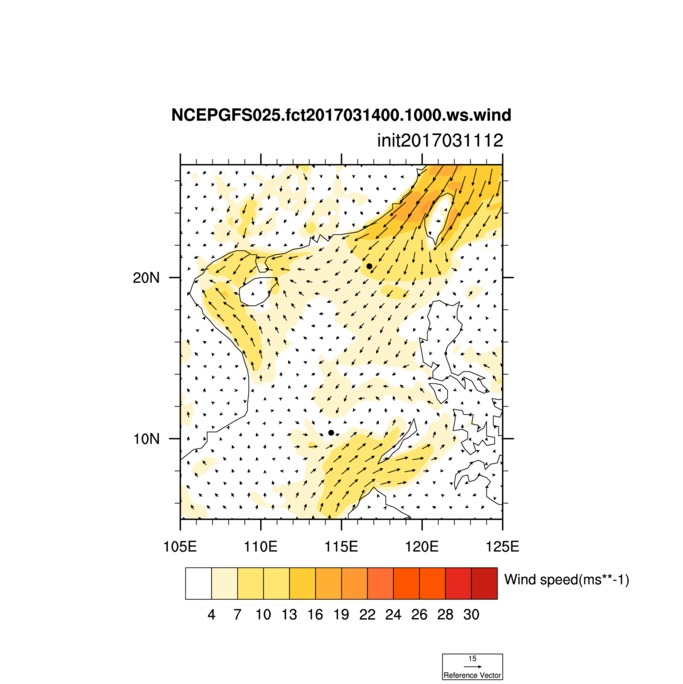 NCEPGFS025.fct2017031400.1000.ws.wind
init2017031112
20N
10N
105E 110E 115E 120E 125E
Wind speed(ms**-1)
4 7 10 13 16 19 22 24 26 28 30
15
Reference Vector